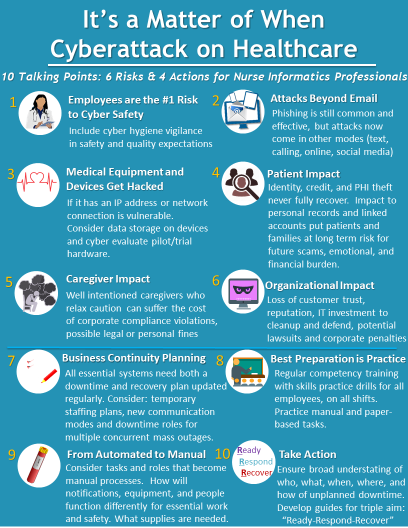 It's a Matter of When
Cyberattack on Healthcare
10 Talking Points: 6 Risks & 4 Actions for Nurse Informatics Professionals
1
Employees are the #1 Risk
to Cyber Safety
Include cyber hygiene vigilance
in safety and quality expectations
2
Attacks Beyond Email
Phishing is still common and
effective, but attacks now
come in other modes (text,
calling, online, social media)
3
Medical Equipment and
Devices Get Hacked
If it has an IP address or network
connection is vulnerable.
Consider data storage on devices
and cyber evaluate pilot/trial
hardware.
4
Patient Impact
Identity, credit, and PHI theft
never fully recover. Impact to
personal records and linked
accounts put patients and
families at long term risk for
future scams, emotional, and
financial burden.
5
Caregiver Impact
Well intentioned caregivers who
relax caution can suffer the cost
of corporate compliance violations,
possible legal or personal fines
6
Organizational Impact
Loss of customer trust,
reputation, IT investment to
cleanup and defend, potential
lawsuits and corporate penalties
7
Business Continuity Planning
All essential systems need both a
downtime and recovery plan updated
regularly. Consider: temporary
staffing plans, new communication
modes and downtime roles for
multiple concurrent mass outages.
8
Best Preparation is Practice
Regular competency training
with skills practice drills for all
employees, on all shifts.
Practice manual and paper-
based tasks.
9
From Automated to Manual
Consider tasks and roles that become
manual processes. How will
notifications, equipment, and people
function differently for essential work
and safety. What supplies are needed.
10
Ready
Respond
Recover
Take Action
Ensure broad understating of
who, what, when, where, and
how of unplanned downtime.
Develop guides for triple aim:
"Ready-Respond-Recover"